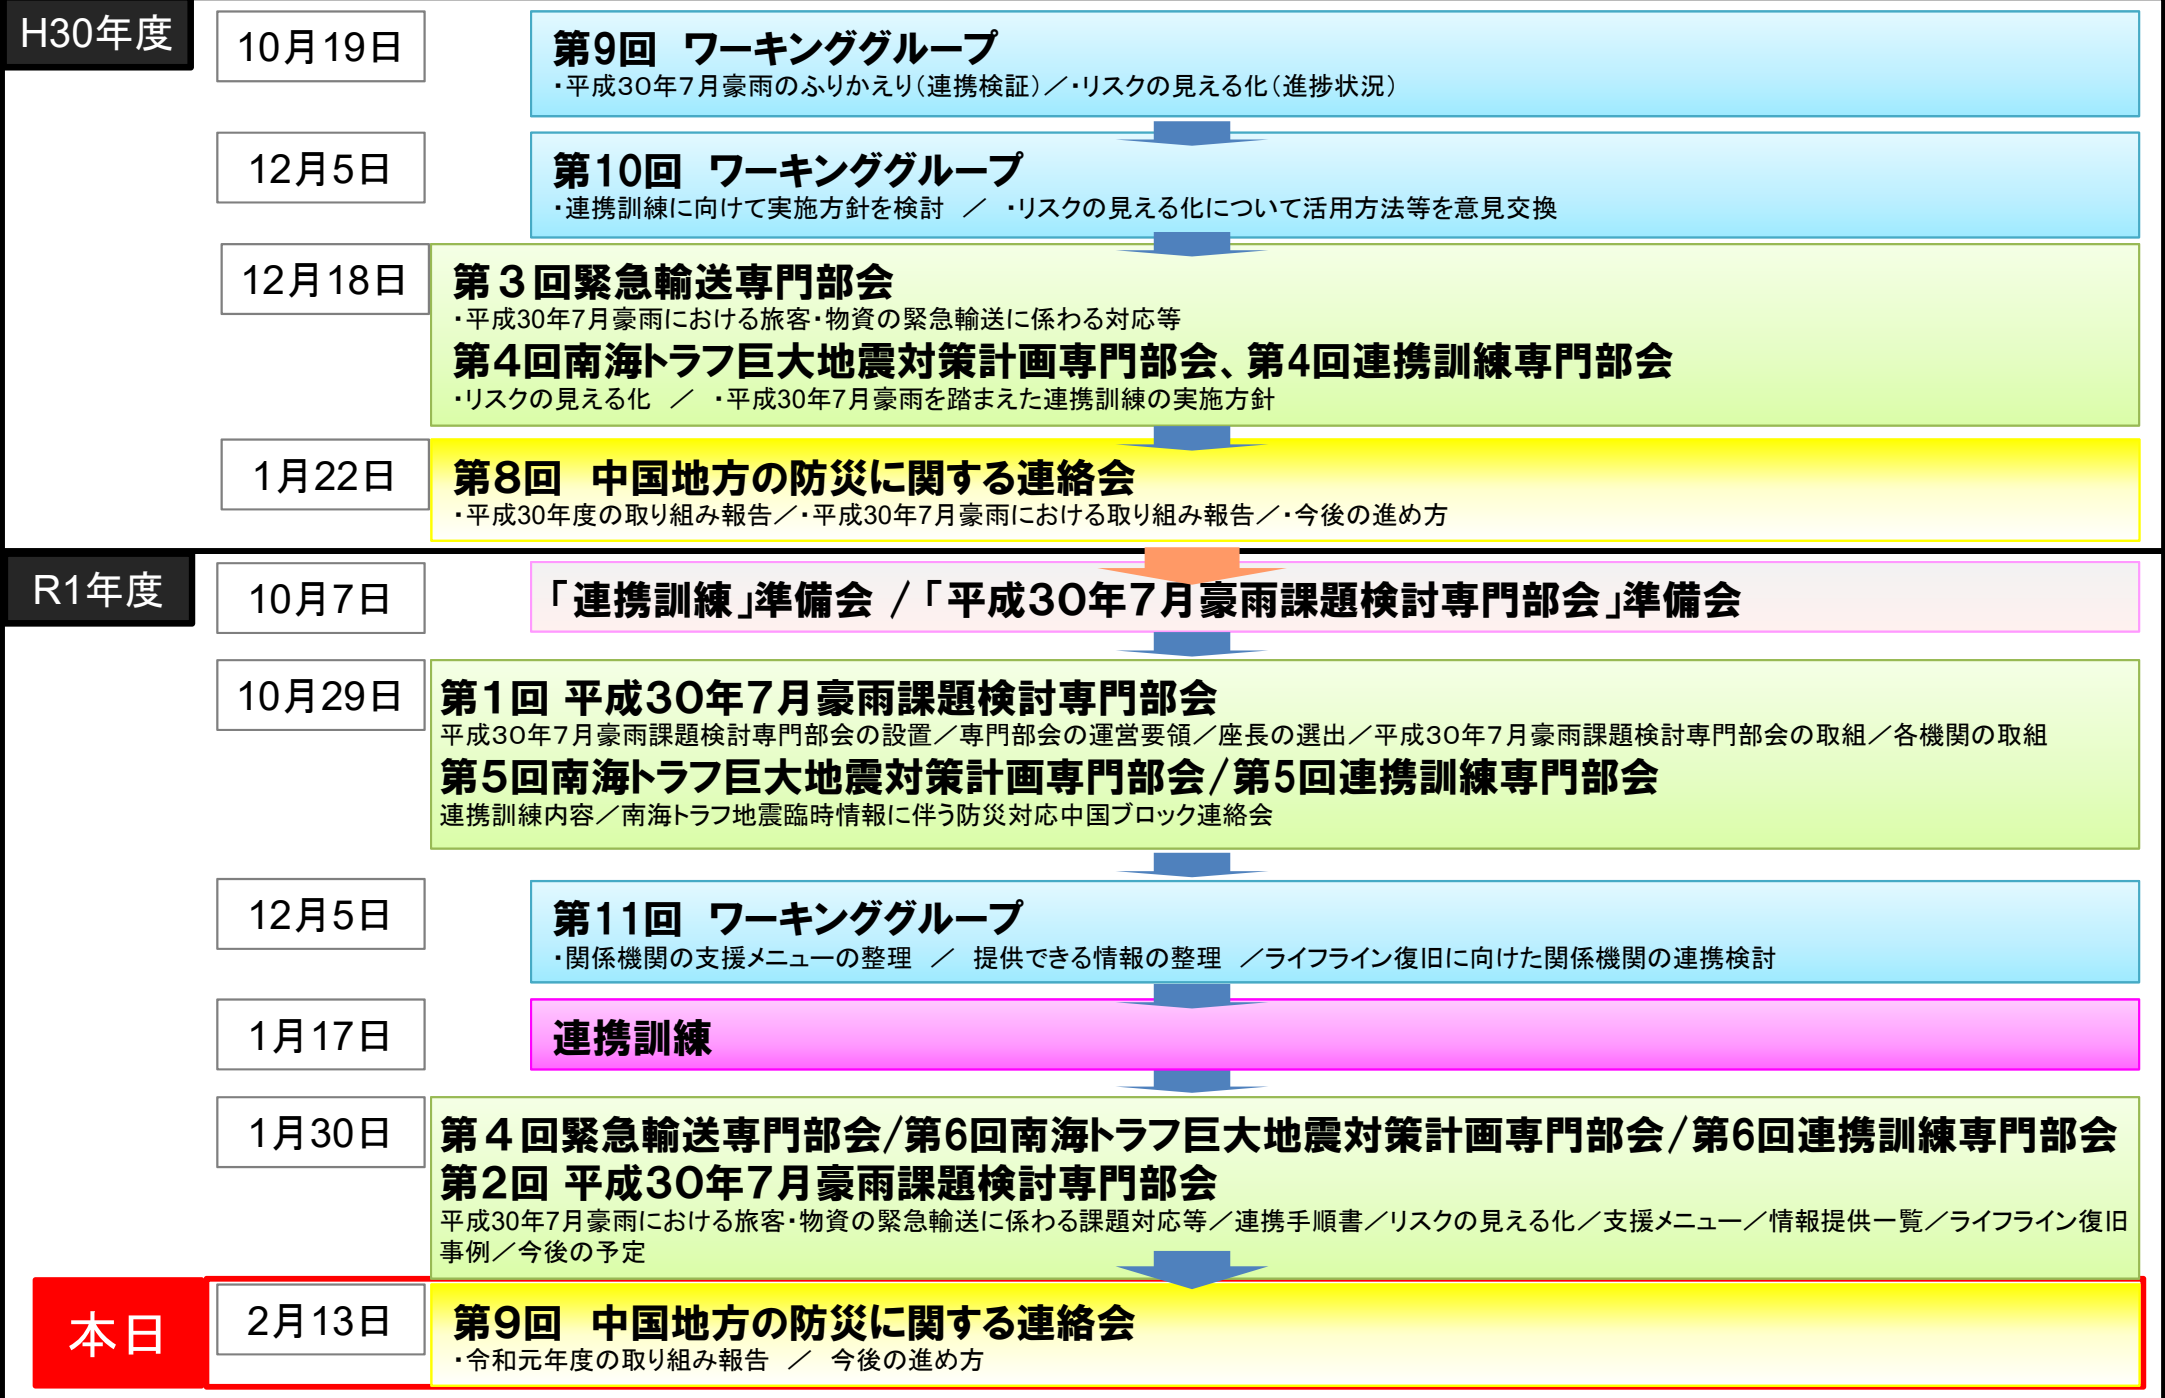 H30年度
10月19日
第9回　ワーキンググループ
・平成３０年７月豪雨のふりかえり（連携検証）／・リスクの見える化（進捗状況）
12月5日
第10回　ワーキンググループ
・連携訓練に向けて実施方針を検討　／　・リスクの見える化について活用方法等を意見交換
12月18日
第３回緊急輸送専門部会
・平成30年7月豪雨における旅客・物資の緊急輸送に係わる対応等
第4回南海トラフ巨大地震対策計画専門部会、第4回連携訓練専門部会
・リスクの見える化　／　・平成30年7月豪雨を踏まえた連携訓練の実施方針
1月22日
第８回　中国地方の防災に関する連絡会
・平成30年度の取り組み報告／・平成30年7月豪雨における取り組み報告／・今後の進め方
R1年度
10月7日
「連携訓練」準備会 /「平成３０年７月豪雨課題検討専門部会」準備会
10月29日
第１回 平成３０年７月豪雨課題検討専門部会
平成３０年７月豪雨課題検討専門部会の設置／専門部会の運営要領／座長の選出／平成３０年７月豪雨課題検討専門部会の取組／各機関の取組
第５回南海トラフ巨大地震対策計画専門部会/第5回連携訓練専門部会
連携訓練内容／南海トラフ地震臨時情報に伴う防災対応中国ブロック連絡会
12月5日
第11回　ワーキンググループ
・関係機関の支援メニューの整理　／　提供できる情報の整理　／ライフライン復旧に向けた関係機関の連携検討
1月17日
連携訓練
1月30日
第４回緊急輸送専門部会/第6回南海トラフ巨大地震対策計画専門部会/第6回連携訓練専門部会
第２回 平成３０年７月豪雨課題検討専門部会
平成30年7月豪雨における旅客・物資の緊急輸送に係わる課題対応等／連携手順書／リスクの見える化／支援メニュー／情報提供一覧／ライフライン復旧
事例／今後の予定
本日
2月13日
第９回　中国地方の防災に関する連絡会
・令和元年度の取り組み報告　／　今後の進め方